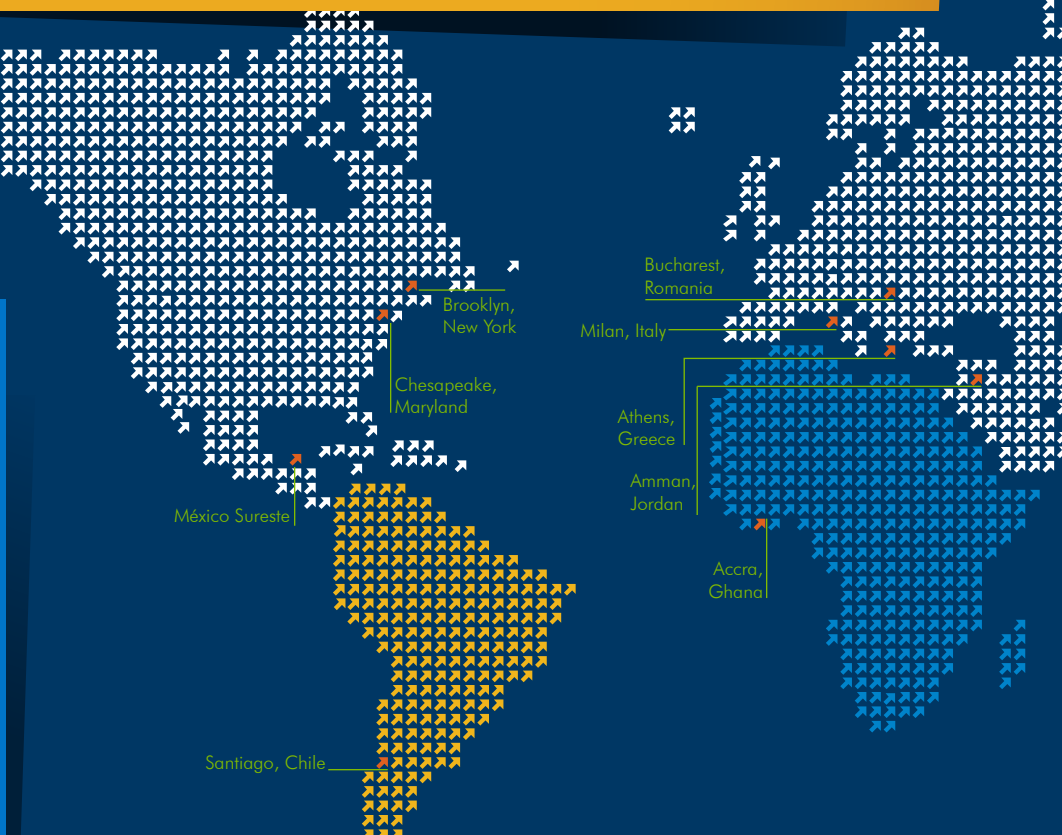 Bucharest,
Romania
Brooklyn,
New York
Milan, Italy
Chesapeake,
Maryland
Athens,
Greece
Amman,
Jordan
México Sureste
Accra,
Ghana
Santiago, Chile